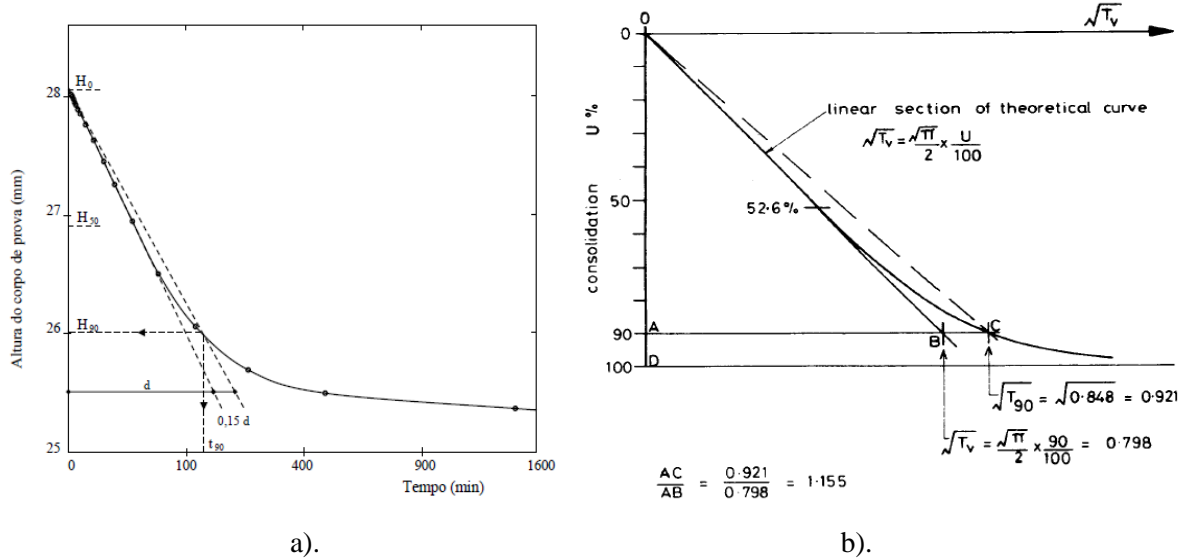 Altura do corpo de prova (mm)
28
27
26
25
H₀
H₅₀
H₉₀
d
0,15 d
t₉₀
0
100
400
900
1600
Tempo (min)
a).
0
√Tᵥ
0
50
90
100
consolidation U %
linear section of theoretical curve
√Tᵥ = √π/2 × U/100
52·6%
A
B
C
D
√T₉₀ = √0·848 = 0·921
√Tᵥ = √π/2 × 90/100 = 0·798
AC/AB = 0·921/0·798 = 1·155
b).